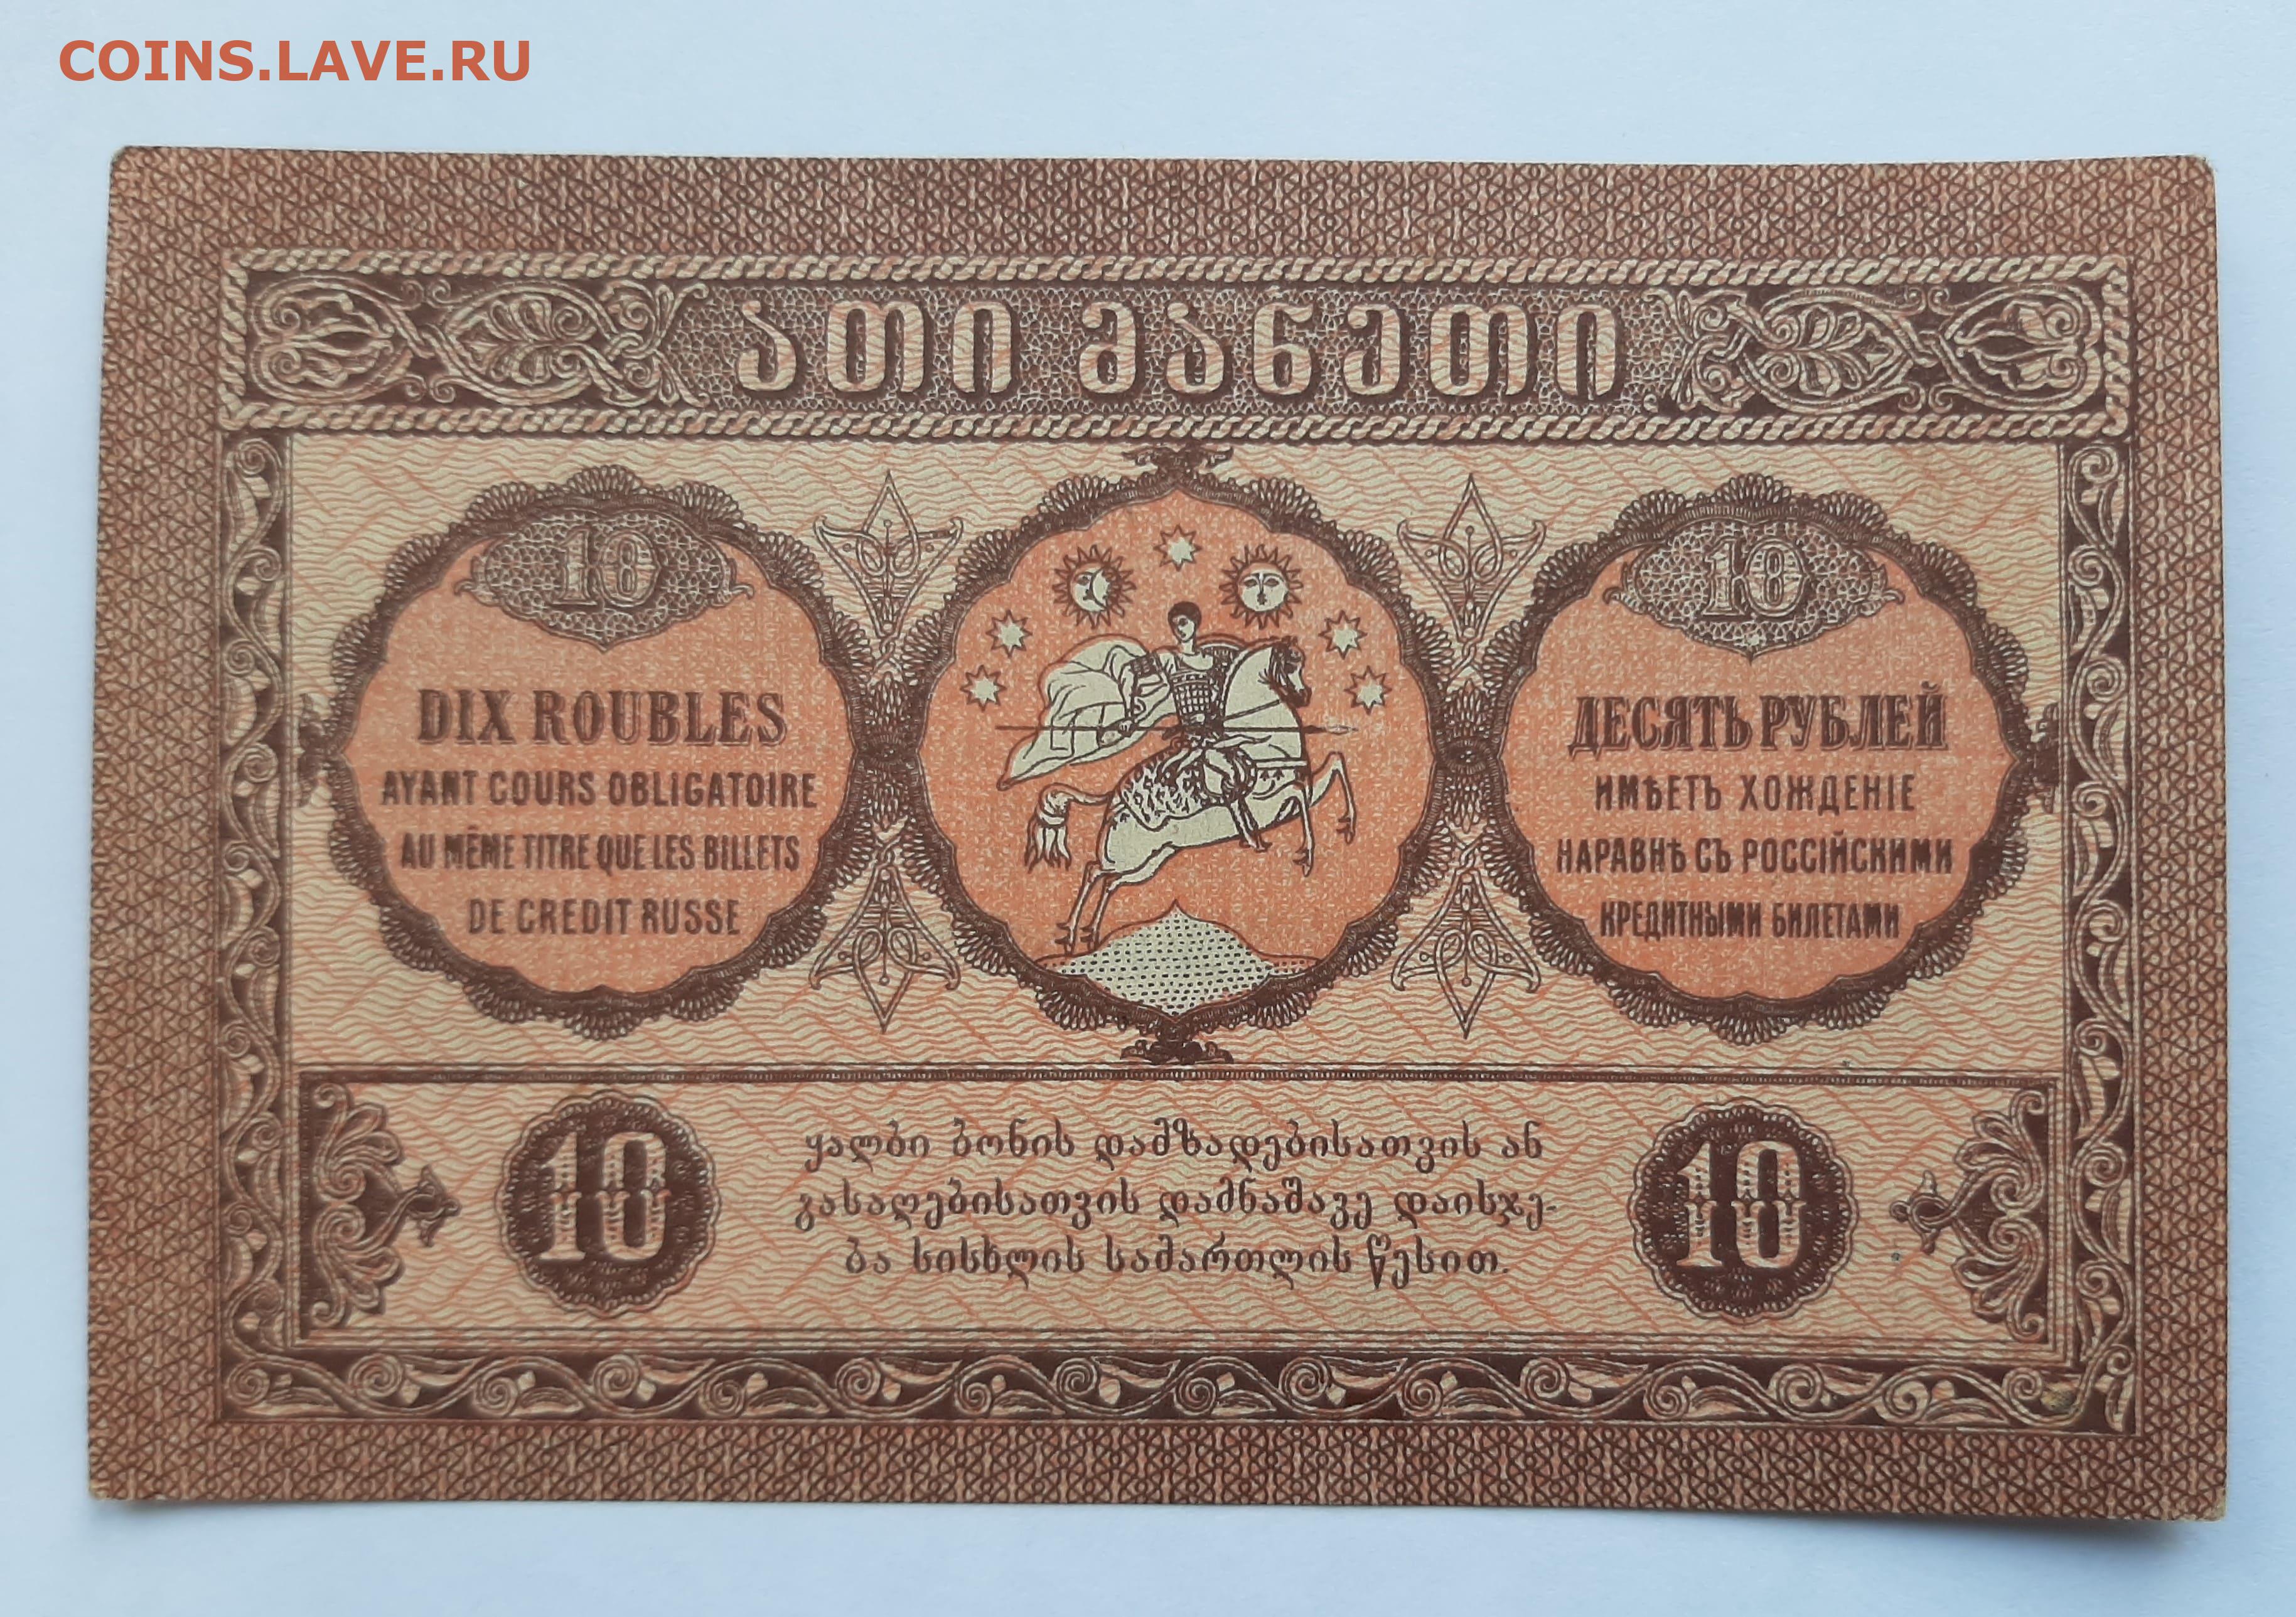 COINS.LAVE.RU
ათი მანეთი
10
DIX ROUBLES
AYANT COURS OBLIGATOIRE
AU MÊME TITRE QUE LES BILLETS
DE CREDIT RUSSE
10
ДЕСЯТЬ РУБЛЕЙ
ИМѢЕТЪ ХОЖДЕНІЕ
НАРАВНѢ СЪ РОССІЙСКИМИ
КРЕДИТНЫМИ БИЛЕТАМИ
10
ყალბი ბონის დამზადებისათვის ან
გასაღებისათვის დამნაშავე დაისჯე-
ბა სისხლის სამართლის წესით.
10